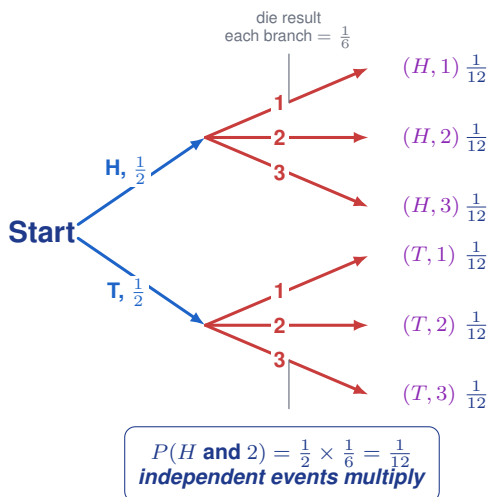 die result
each branch = 1/6
1
(H, 1) 1/12
H, 1/2
2
(H, 2) 1/12
3
(H, 3) 1/12
Start
T, 1/2
1
(T, 1) 1/12
2
(T, 2) 1/12
3
(T, 3) 1/12
P(H and 2) = 1/2 × 1/6 = 1/12
independent events multiply